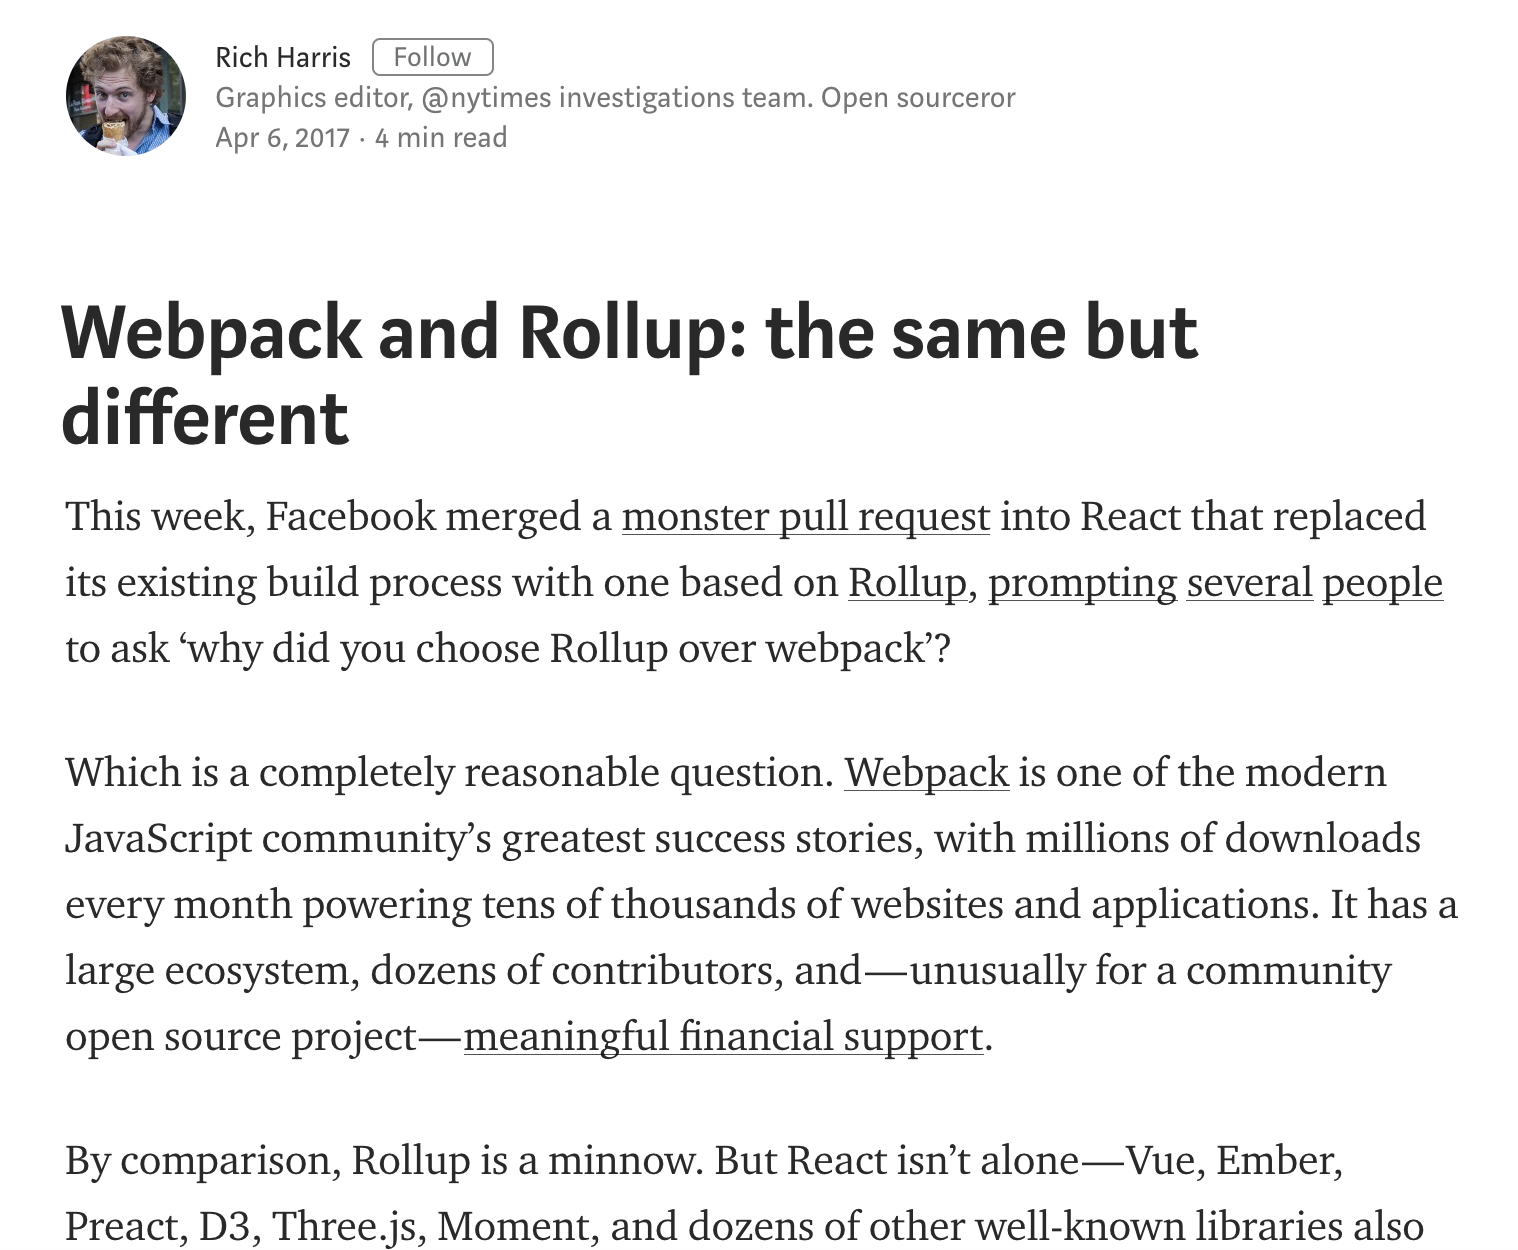 Rich Harris Follow
Graphics editor, @nytimes investigations team. Open sourceror
Apr 6, 2017 · 4 min read
Webpack and Rollup: the same but
different
This week, Facebook merged a monster pull request into React that replaced
its existing build process with one based on Rollup, prompting several people
to ask ‘why did you choose Rollup over webpack’?
Which is a completely reasonable question. Webpack is one of the modern
JavaScript community’s greatest success stories, with millions of downloads
every month powering tens of thousands of websites and applications. It has a
large ecosystem, dozens of contributors, and—unusually for a community
open source project—meaningful financial support.
By comparison, Rollup is a minnow. But React isn’t alone—Vue, Ember,
Preact, D3, Three.js, Moment, and dozens of other well-known libraries also